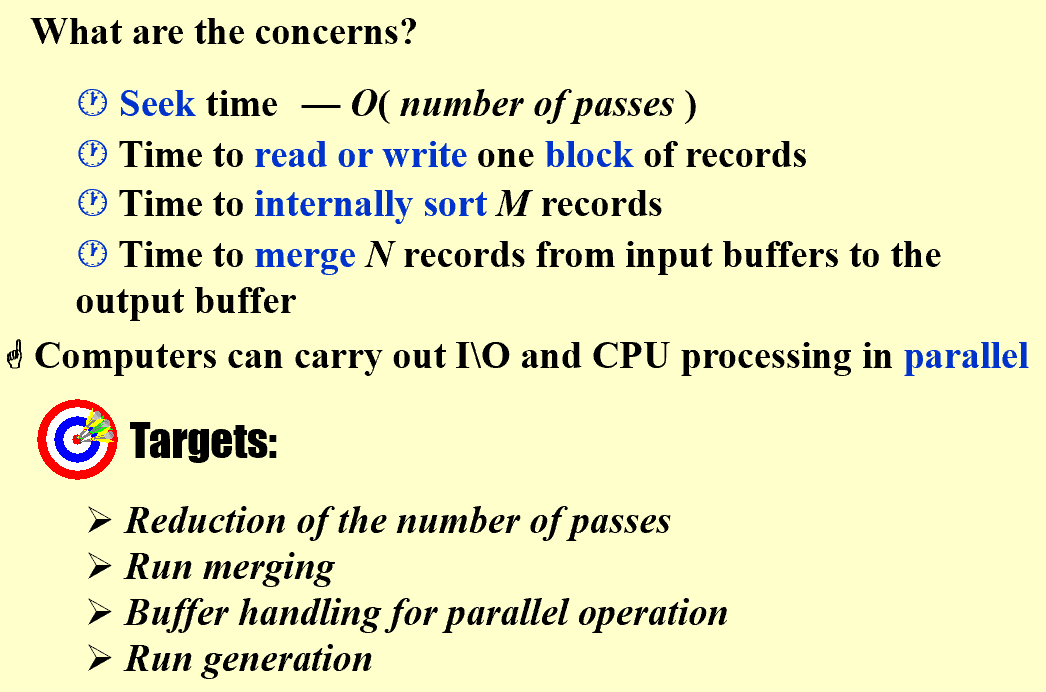 What are the concerns?
Seek time — O( number of passes )
Time to read or write one block of records
Time to internally sort M records
Time to merge N records from input buffers to the
output buffer
Computers can carry out I\O and CPU processing in parallel
Targets:
Reduction of the number of passes
Run merging
Buffer handling for parallel operation
Run generation